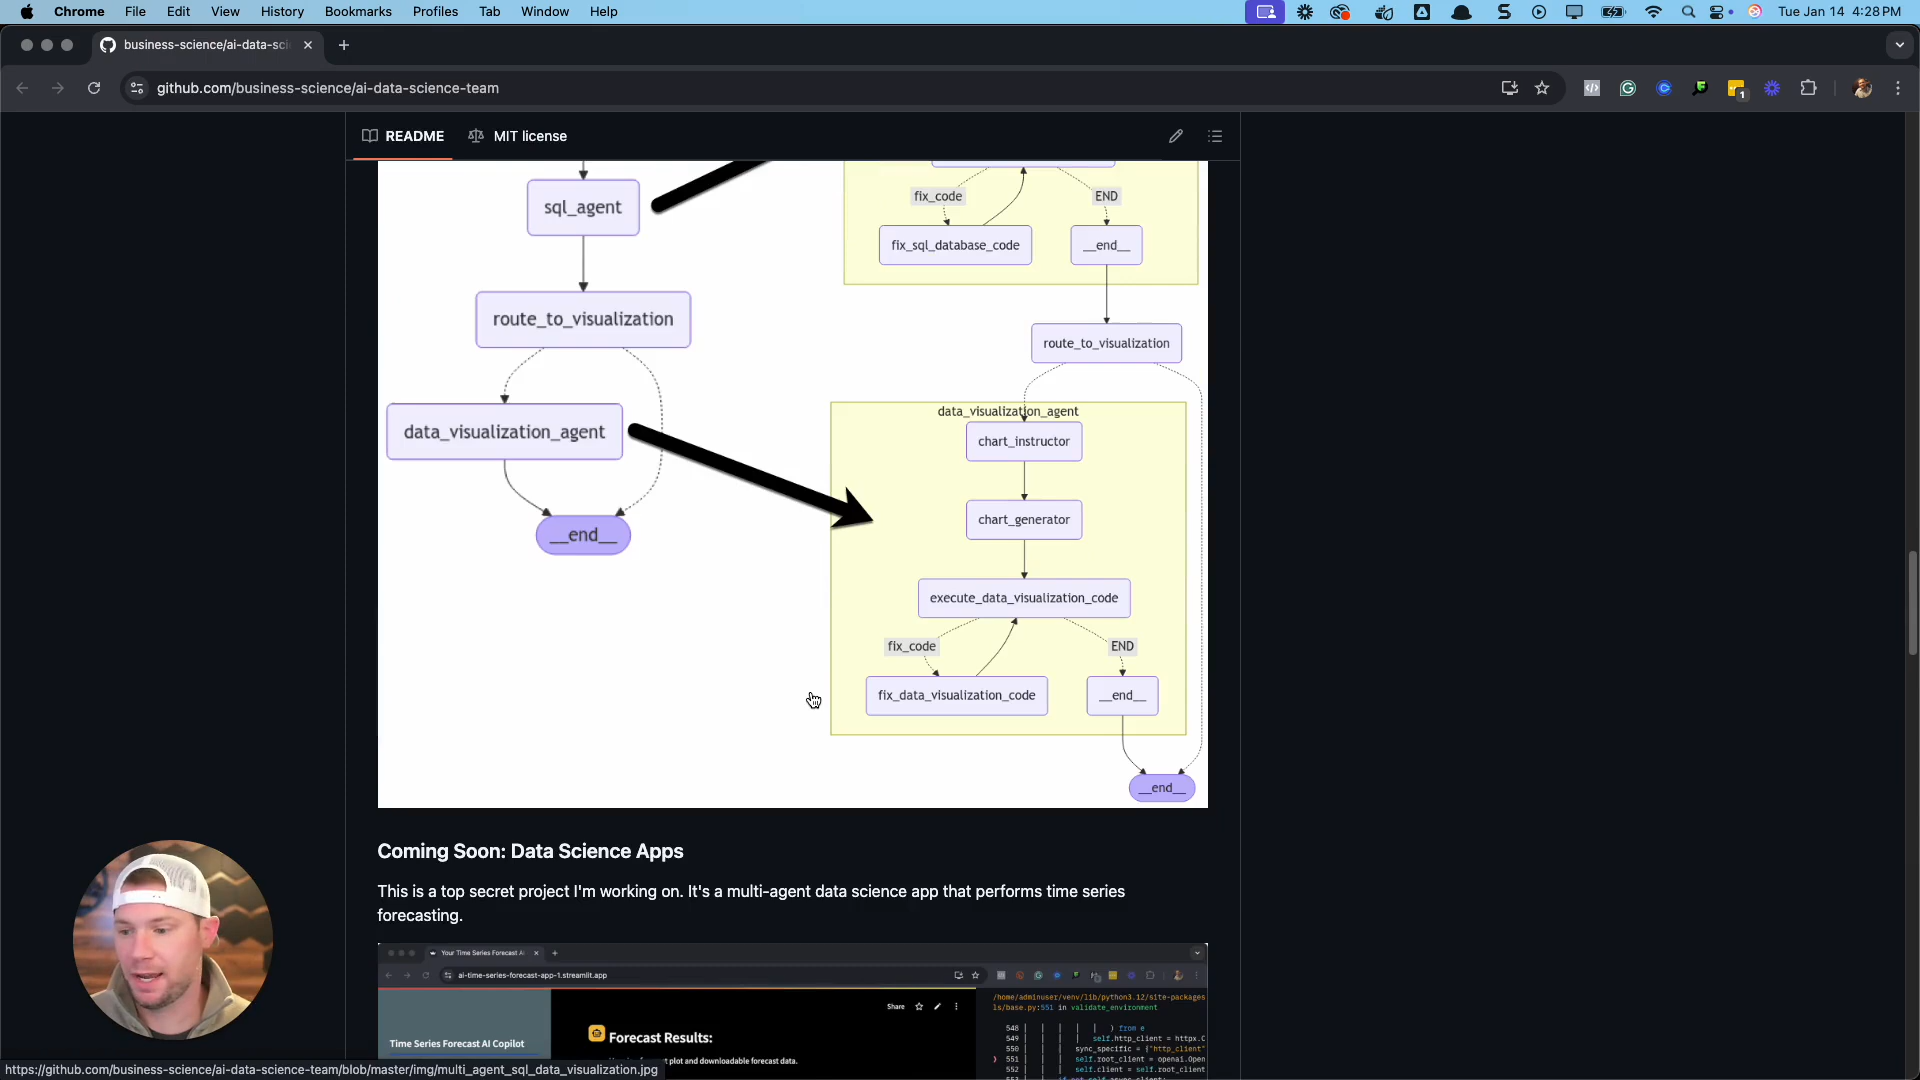 Chrome File Edit View History Bookmarks Profiles Tab Window Help
Tue Jan 14 4:28 PM
business-science/ai-data-sci
github.com/business-science/ai-data-science-team
1
README
MIT license
sql_agent
route_to_visualization
data_visualization_agent
__end__
fix_code
END
fix_sql_database_code
__end__
route_to_visualization
data_visualization_agent
chart_instructor
chart_generator
execute_data_visualization_code
fix_code
END
fix_data_visualization_code
__end__
__end__
Coming Soon: Data Science Apps
This is a top secret project I'm working on. It's a multi-agent data science app that performs time series
forecasting.
Your Time Series Forecast A
ai-time-series-forecast-app-1.streamlit.app
Share
Time Series Forecast AI Copilot
Forecast Results:
plot and downloadable forecast data.
/home/adminuser/venv/lib/python3.12/site-packages
ls/base.py:551 in validate_environment
548 ) from e
549 self.http_client = httpx.C
550 sync_specific = {"http_client"
551 self.root_client = openai.Open
552 self.client = self.root_client
https://github.com/business-science/ai-data-science-team/blob/master/img/multi_agent_sql_data_visualization.jpg